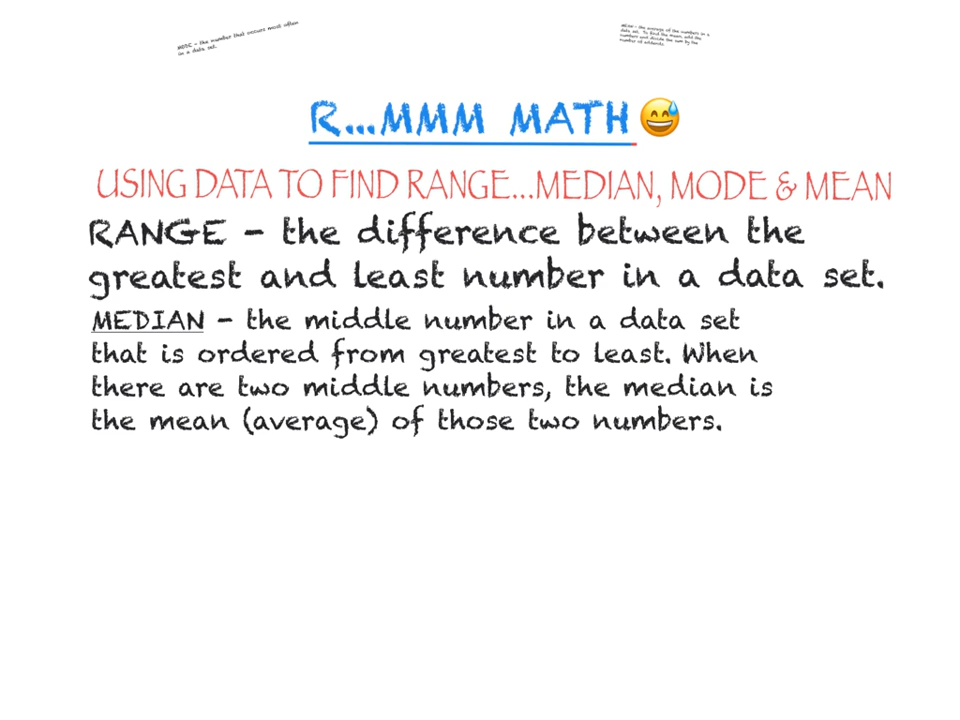 MODE - the number that occurs most often
in a data set.
MEAN - the average of the numbers in a
data set. To find the mean, add the
numbers and divide the sum by the
number of addends.
R...MMM MATH😅
USING DATA TO FIND RANGE...MEDIAN, MODE & MEAN
RANGE - the difference between the
greatest and least number in a data set.
MEDIAN - the middle number in a data set
that is ordered from greatest to least. When
there are two middle numbers, the median is
the mean (average) of those two numbers.